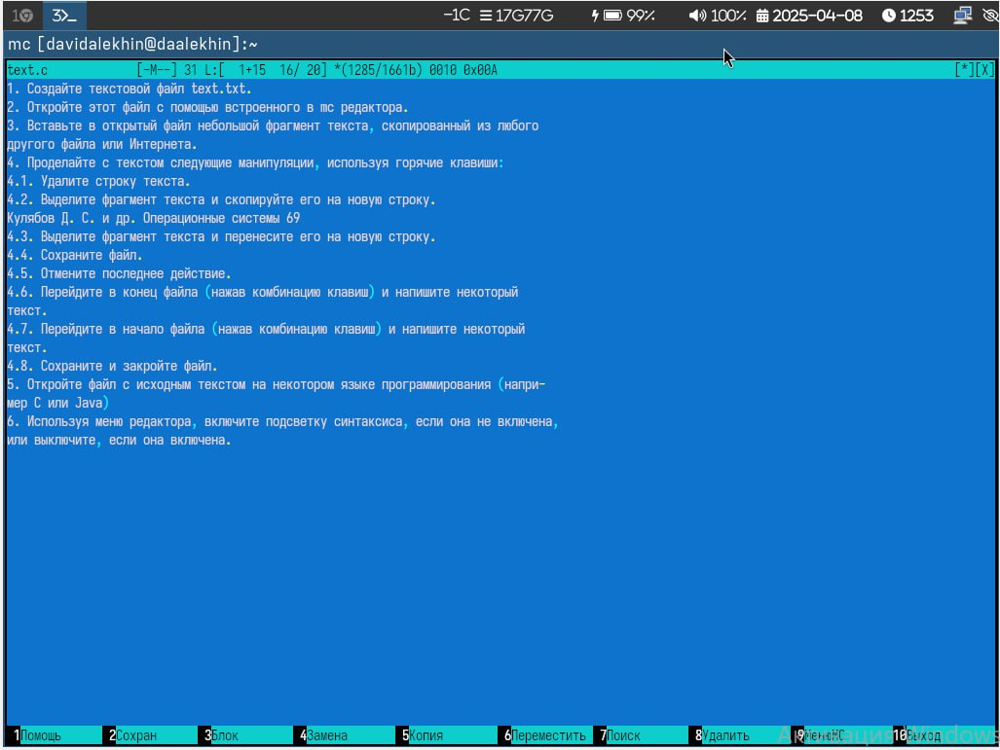 1 3>_ -1C 17G77G 99% 100% 2025-04-08 1253
mc [davidalekhin@daalekhin]:~
text.c [-M--] 31 L:[ 1+15 16/ 20] *(1285/1661b) 0010 0x00A [*][X]
1. Создайте текстовой файл text.txt.
2. Откройте этот файл с помощью встроенного в mc редактора.
3. Вставьте в открытый файл небольшой фрагмент текста, скопированный из любого
другого файла или Интернета.
4. Проделайте с текстом следующие манипуляции, используя горячие клавиши:
4.1. Удалите строку текста.
4.2. Выделите фрагмент текста и скопируйте его на новую строку.
Кулябов Д. С. и др. Операционные системы 69
4.3. Выделите фрагмент текста и перенесите его на новую строку.
4.4. Сохраните файл.
4.5. Отмените последнее действие.
4.6. Перейдите в конец файла (нажав комбинацию клавиш) и напишите некоторый
текст.
4.7. Перейдите в начало файла (нажав комбинацию клавиш) и напишите некоторый
текст.
4.8. Сохраните и закройте файл.
5. Откройте файл с исходным текстом на некотором языке программирования (напри-
мер C или Java)
6. Используя меню редактора, включите подсветку синтаксиса, если она не включена,
или выключите, если она включена.
1Помощь 2Сохран 3Блок 4Замена 5Копия 6Переместить 7Поиск 8Удалить 9МенюМС 10Выход
Активация Windows